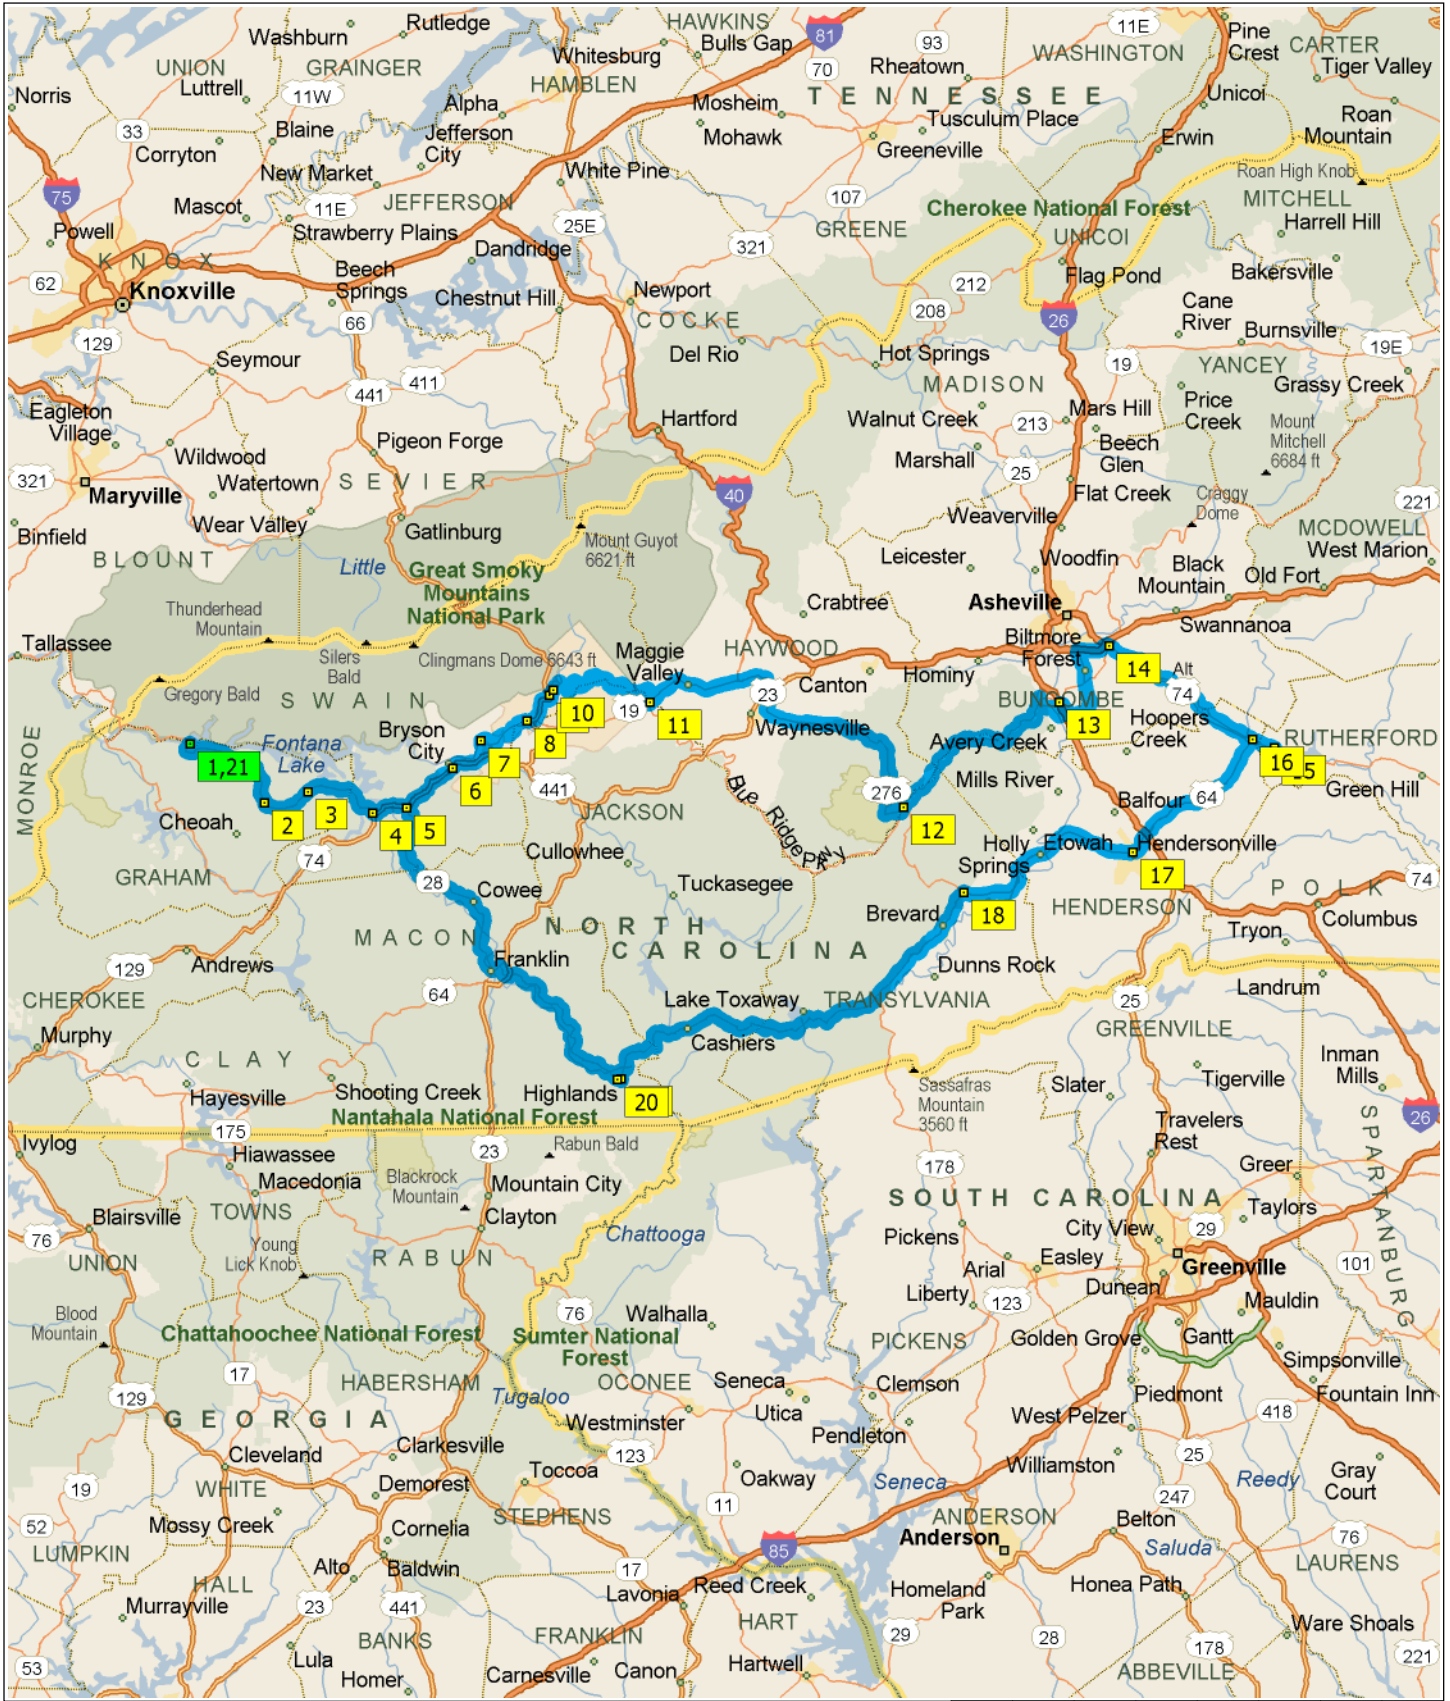 Rutledge
HAWKINS
81
11E
Pine
Crest
CARTER
Washburn
Whitesburg
Bulls Gap
93
WASHINGTON
Tiger Valley
UNION
GRAINGER
HAMBLEN
70
Rheatown
Luttrell
11W
Norris
Alpha
Mosheim
TENNESSEE
Unicoi
Roan
Mountain
33
Blaine
Jefferson
City
Mohawk
Tusculum Place
Erwin
Corryton
Greeneville
New Market
White Pine
Roan High Knob
75
Mascot
11E
JEFFERSON
107
MITCHELL
Cherokee National Forest
Harrell Hill
Powell
Strawberry Plains
25E
GREENE
UNICOI
KNOX
Dandridge
321
62
Beech
Springs
Flag Pond
Bakersville
Knoxville
Chestnut Hill
Newport
212
Cane
River
66
COCKE
208
26
Burnsville
129
Seymour
Del Rio
Hot Springs
19
19E
441
411
MADISON
YANCEY
Grassy Creek
Eagleton
Village
Hartford
Walnut Creek
213
Mars Hill
Price
Creek
Mount
Mitchell
6684 ft
Pigeon Forge
Beech
Glen
Wildwood
Marshall
25
321
Maryville
Watertown
SEVIER
40
Flat Creek
Craggy
Dome
221
Binfield
Wear Valley
Gatlinburg
Weaverville
MCDOWELL
Mount Guyot
6621 ft
West Marion
BLOUNT
Little
Great Smoky
Mountains
National Park
Leicester
Woodfin
Black
Mountain
Old Fort
Thunderhead
Mountain
Crabtree
Asheville
Swannanoa
Tallassee
Silers
Bald
Clingmans Dome 6643 ft
Maggie
Valley
HAYWOOD
Biltmore
Forest
Gregory Bald
Hominy
14
Alt
74
SWAIN
10
19
11
23
Canton
BUNCOMBE
MONROE
Bryson
City
Waynesville
13
Hoopers
Creek
Fontana
Lake
8
Avery Creek
RUTHERFORD
1,21
7
16
15
6
441
276
Mills River
Green Hill
Blue Ridge Pkwy
2
3
JACKSON
Balfour
64
Cheoah
4
5
12
Holly
Springs
Etowah
Hendersonville
74
Cullowhee
GRAHAM
28
Cowee
Tuckasegee
17
POLK
74
Brevard
18
HENDERSON
Columbus
NORTH
CAROLINA
MACON
Tryon
129
Andrews
Franklin
Dunns Rock
CHEROKEE
64
Lake Toxaway
TRANSYLVANIA
Landrum
25
Murphy
Cashiers
GREENVILLE
CLAY
Inman
Mills
Hayesville
Shooting Creek
Highlands
20
Sassafras
Mountain
3560 ft
Slater
Tigerville
Nantahala National Forest
26
Ivylog
175
Travelers
Rest
SPARTANBURG
Hiawassee
23
Rabun Bald
178
Greer
Macedonia
Blackrock
Mountain
Mountain City
SOUTH CAROLINA
Blairsville
TOWNS
Clayton
Taylors
76
Chattooga
Pickens
City View
29
UNION
Young
Lick Knob
RABUN
Easley
Greenville
101
Arial
Blood
Mountain
76
Walhalla
Liberty
123
Dunean
Mauldin
Chattahoochee National Forest
Sumter National
Forest
PICKENS
Golden Grove
Gantt
Simpsonville
17
HABERSHAM
OCONEE
Seneca
Clemson
129
Tugaloo
Piedmont
Fountain Inn
GEORGIA
Westminster
Utica
West Pelzer
418
Cleveland
Clarkesville
123
Pendleton
Toccoa
Oakway
Williamston
25
Reedy
Gray
Court
19
WHITE
Demorest
Seneca
247
52
Mossy Creek
STEPHENS
11
ANDERSON
Belton
Cornelia
Anderson
Saluda
76
LUMPKIN
Alto
Baldwin
85
LAURENS
HALL
17
Murrayville
Lavonia
Reed Creek
Homeland
Park
Honea Path
23
441
HART
Ware Shoals
BANKS
FRANKLIN
29
28
178
221
53
Lula
Homer
Carnesville
Canon
Hartwell
ABBEVILLE